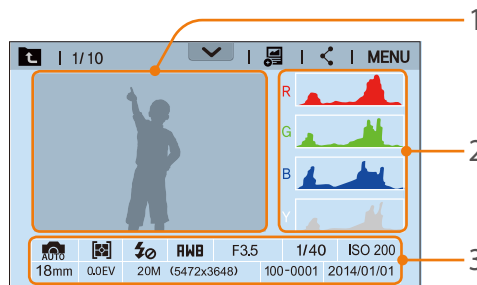 1
1/10 MENU
R
G
2
B
Y
AUTO AWB F3.5 1/40 ISO 200
3
18mm 0.0EV 20M (5472x3648) 100-0001 2014/01/01